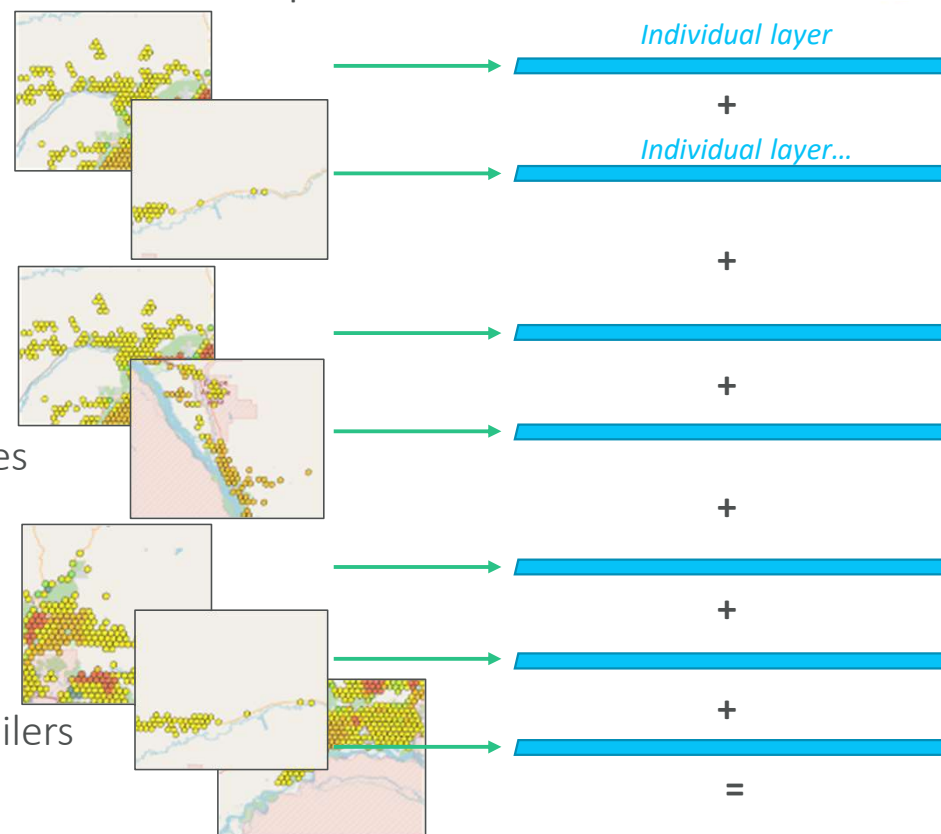 Individual layer
+
Individual layer...
+
+
es
+
+
+
ilers
+
=